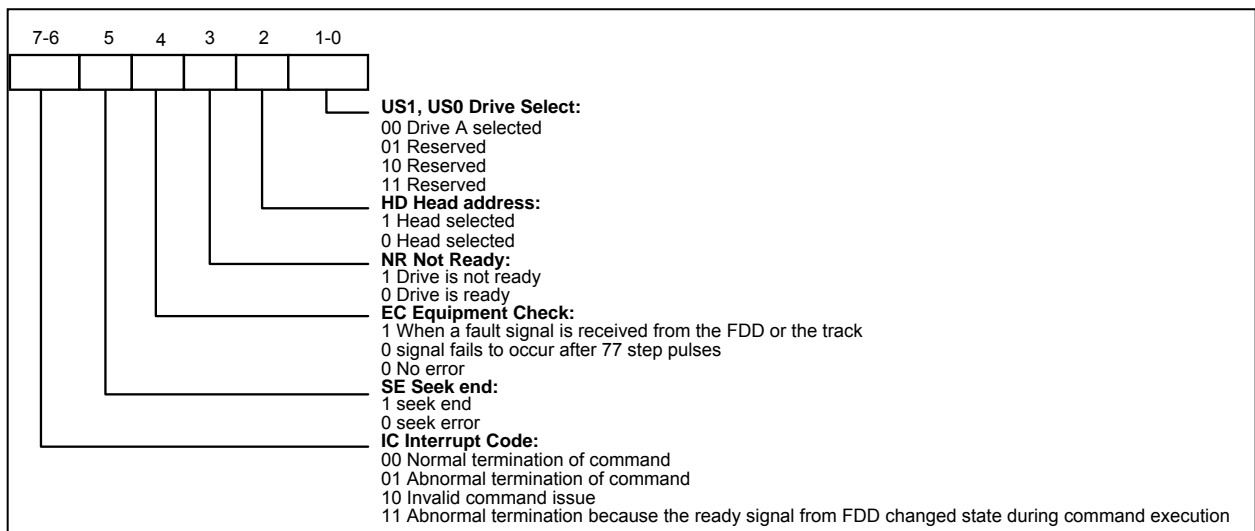 7-6 5 4 3 2 1-0
US1, US0 Drive Select:
00 Drive A selected
01 Reserved
10 Reserved
11 Reserved
HD Head address:
1 Head selected
0 Head selected
NR Not Ready:
1 Drive is not ready
0 Drive is ready
EC Equipment Check:
1 When a fault signal is received from the FDD or the track
0 signal fails to occur after 77 step pulses
0 No error
SE Seek end:
1 seek end
0 seek error
IC Interrupt Code:
00 Normal termination of command
01 Abnormal termination of command
10 Invalid command issue
11 Abnormal termination because the ready signal from FDD changed state during command execution